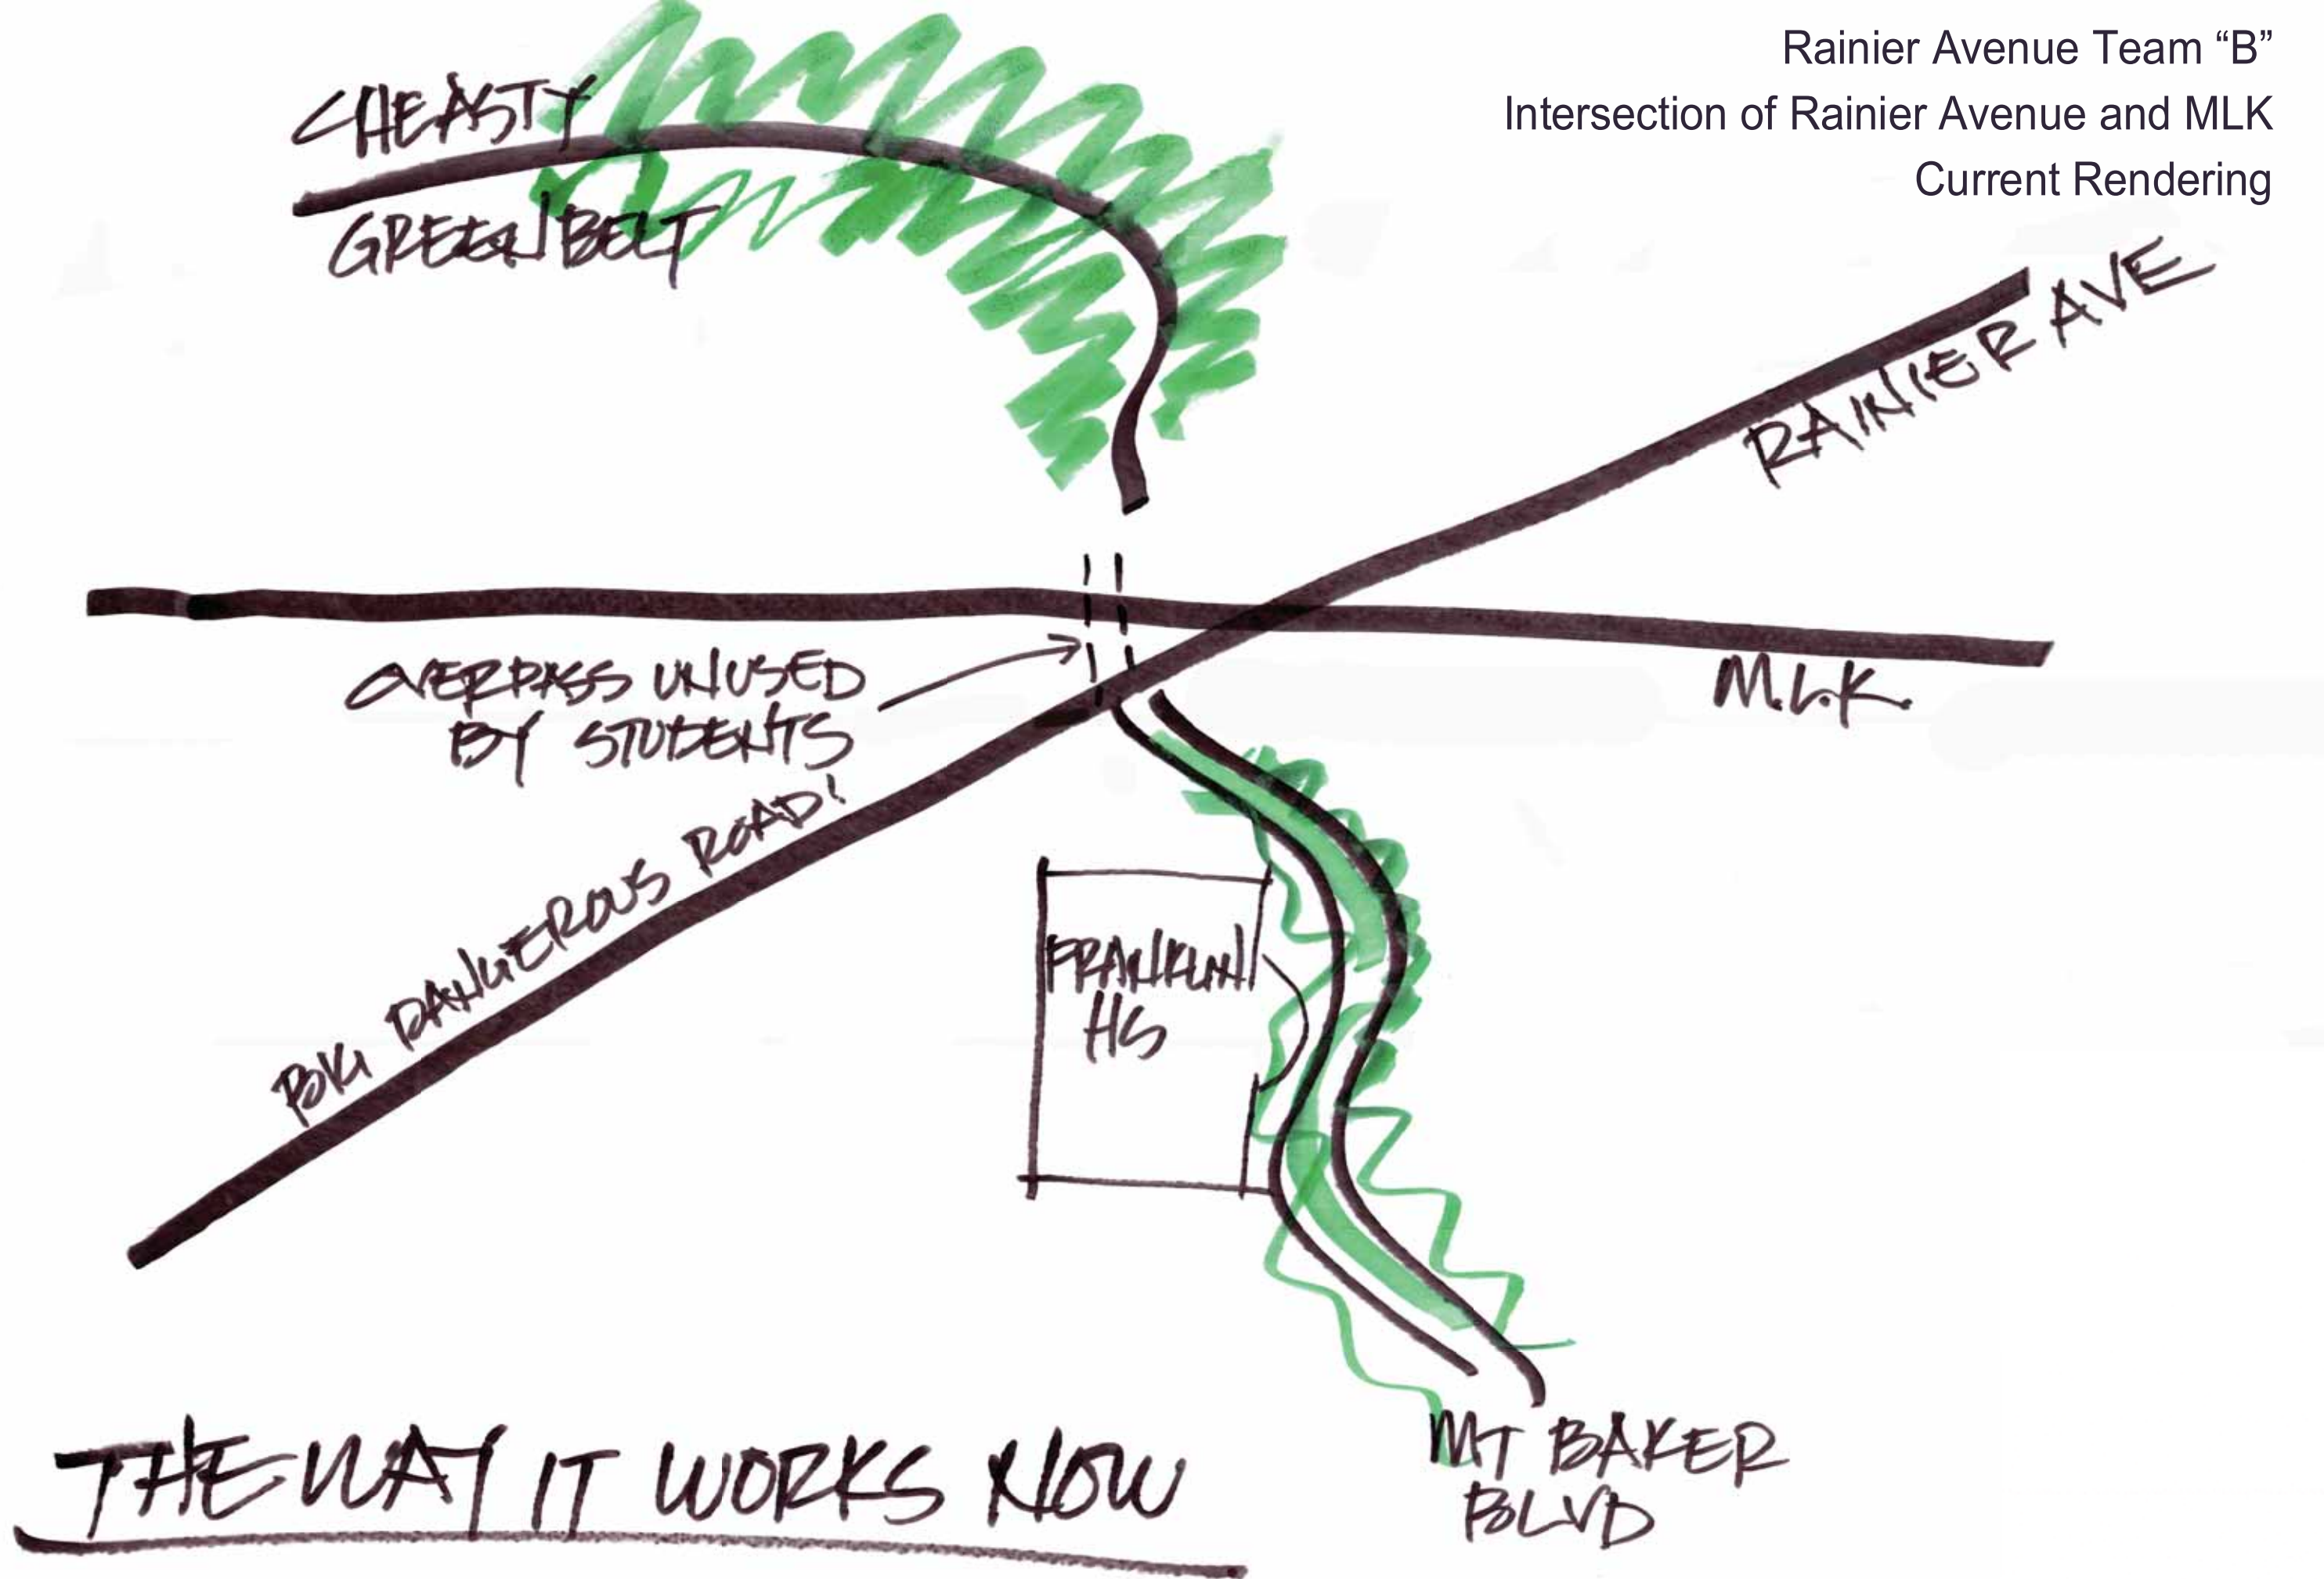 Rainier Avenue Team “B”
Intersection of Rainier Avenue and MLK
Current Rendering
CHEASTY
GREENBELT
RAINIER AVE
OVERPASS UNUSED
BY STUDENTS
M.L.K.
BIG DANGEROUS ROAD!
FRANKLIN
HS
MT BAKER
BLVD
THE WAY IT WORKS NOW